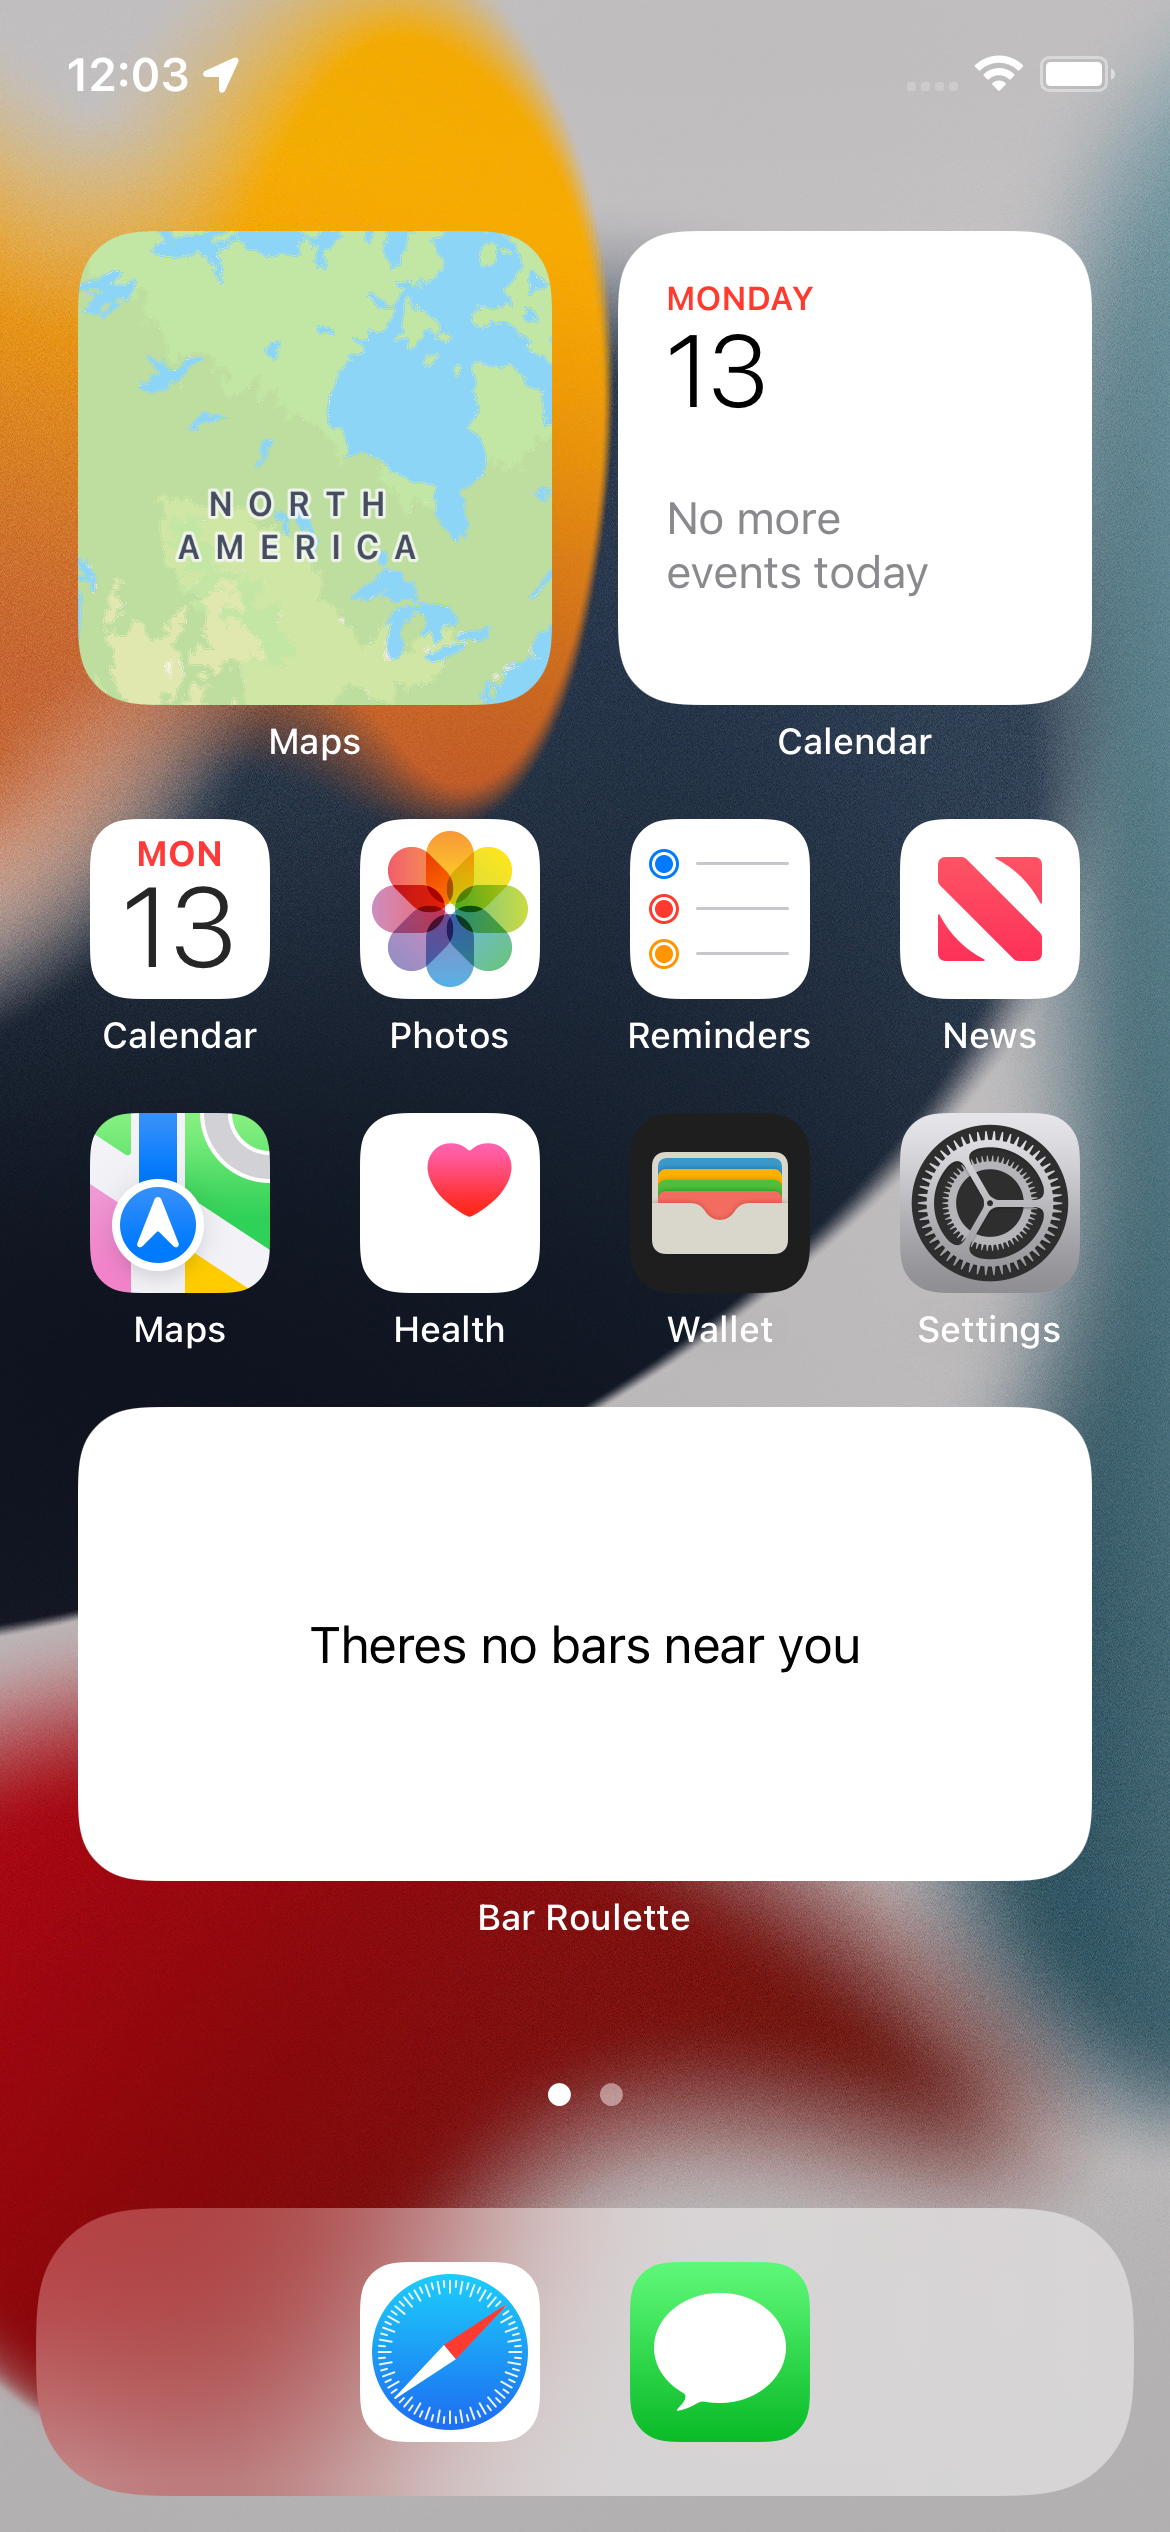 12:03
NORTH
AMERICA
MONDAY
13
No more
events today
Maps
Calendar
MON
13
Calendar
Photos
Reminders
News
Maps
Health
Wallet
Settings
Theres no bars near you
Bar Roulette